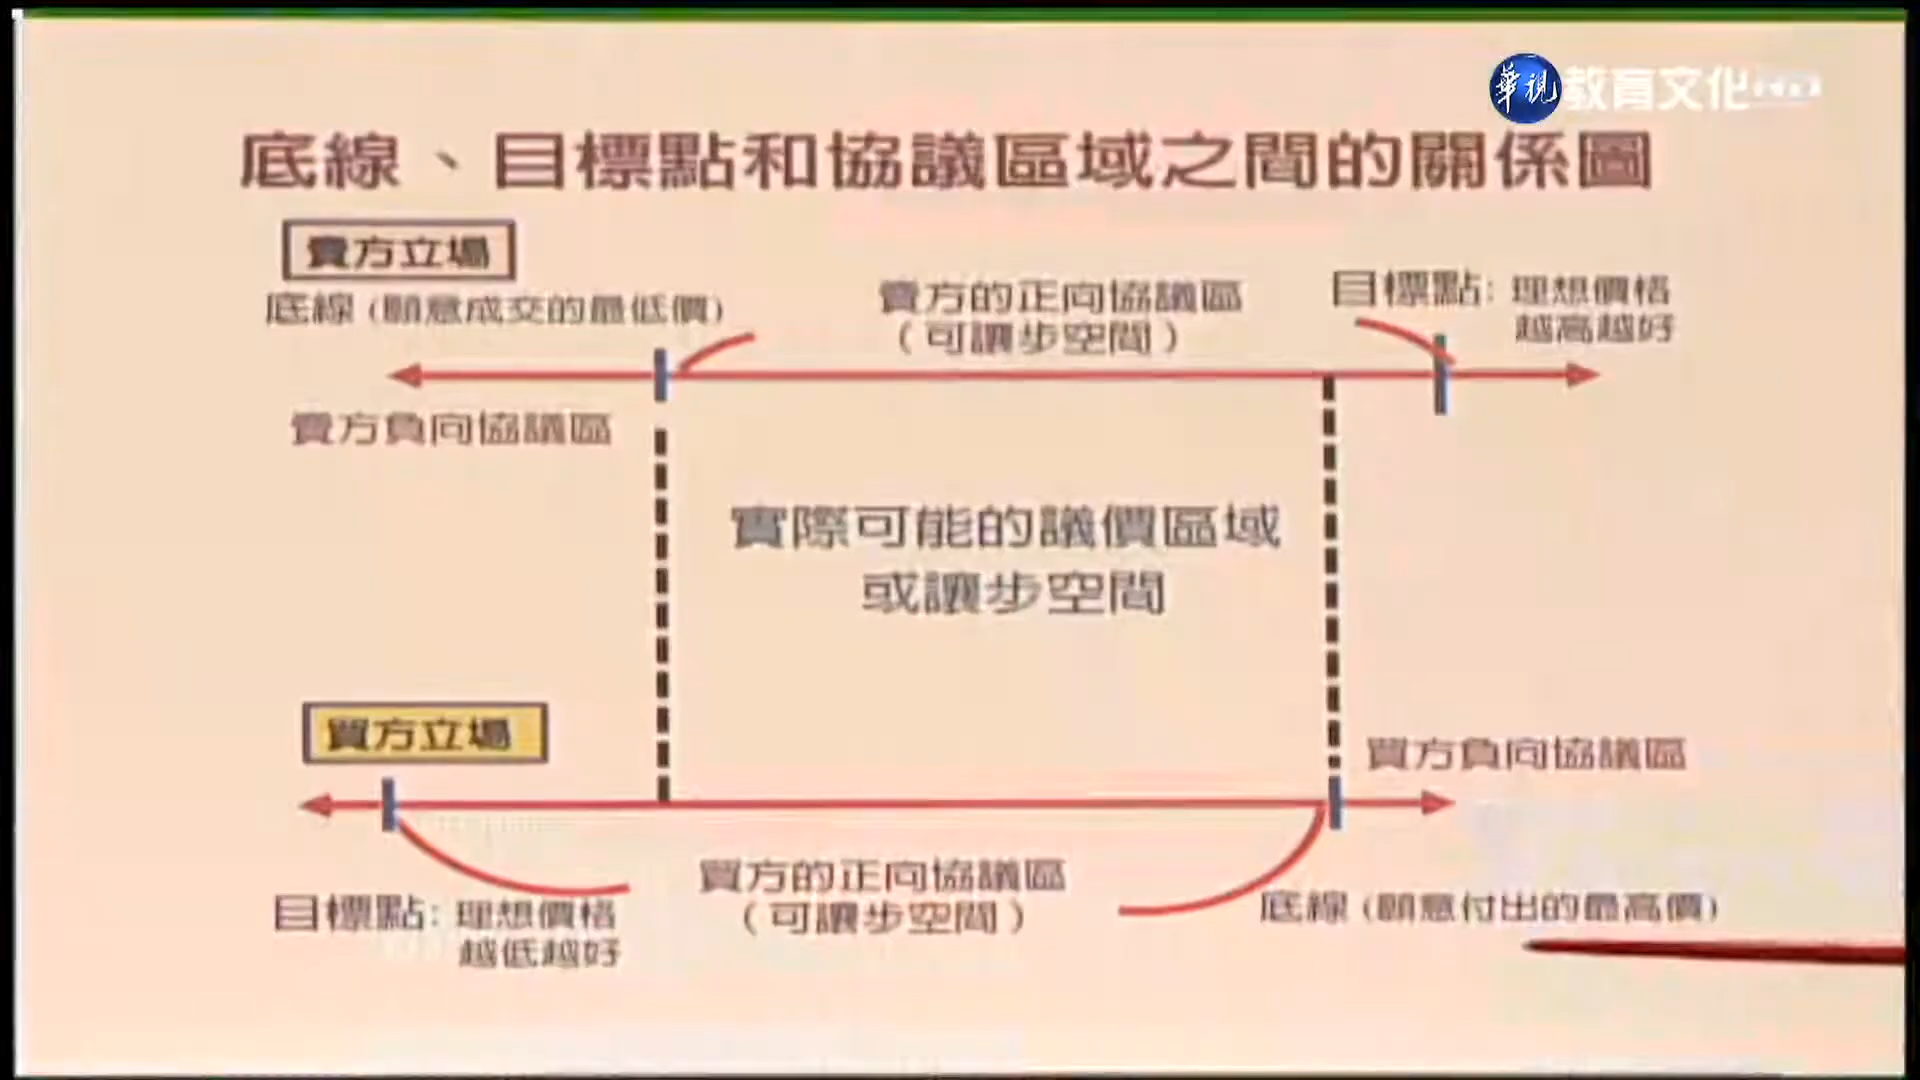 華視 教育文化 HD
底線、目標點和協議區域之間的關係圖
賣方立場
底線 (願意成交的最低價)
賣方的正向協議區
(可讓步空間)
目標點: 理想價格
越高越好
賣方負向協議區
實際可能的議價區域
或讓步空間
買方立場
買方負向協議區
買方的正向協議區
(可讓步空間)
底線 (願意付出的最高價)
目標點: 理想價格
越低越好